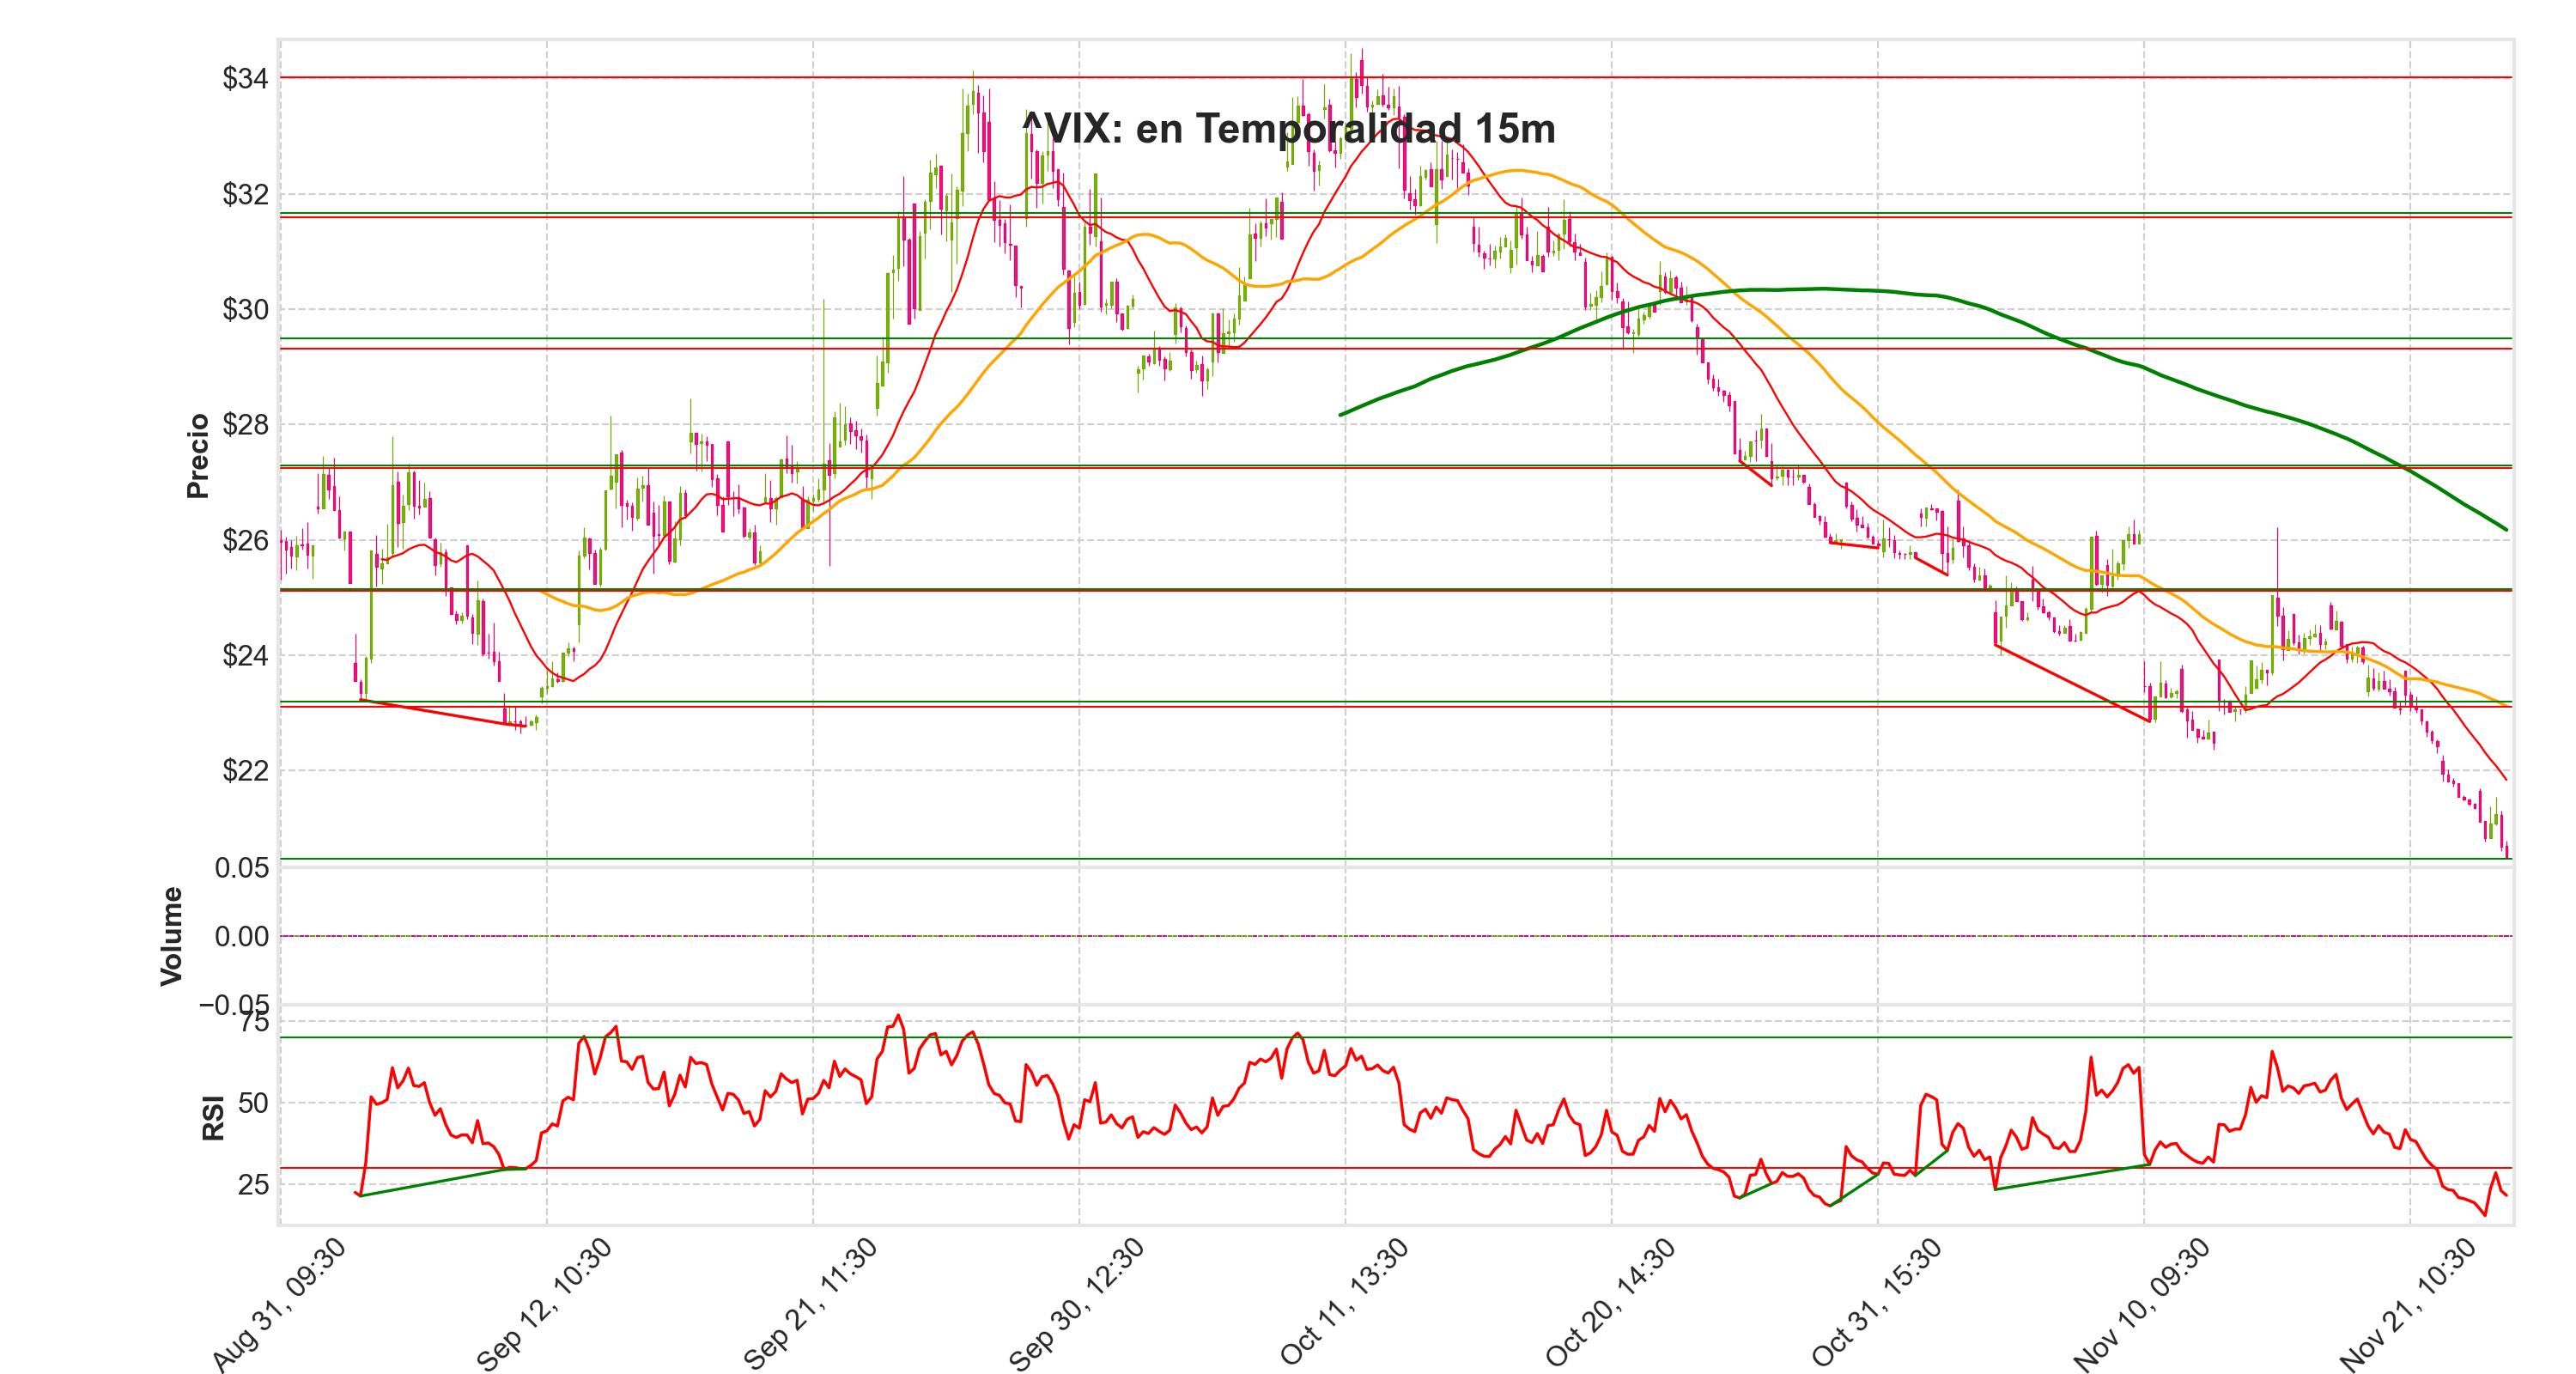 ^VIX: en Temporalidad 15m
Precio
$34
$32
$30
$28
$26
$24
$22
Volume
0.05
0.00
−0.05
RSI
75
50
25
Aug 31, 09:30
Sep 12, 10:30
Sep 21, 11:30
Sep 30, 12:30
Oct 11, 13:30
Oct 20, 14:30
Oct 31, 15:30
Nov 10, 09:30
Nov 21, 10:30